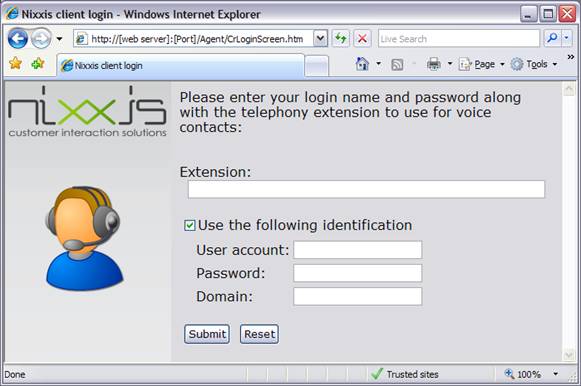 Nixxis client login - Windows Internet Explorer
http://[web server]:[Port]/Agent/CrLoginScreen.htm
Live Search
Nixxis client login
Page
Tools
nixxis
customer interaction solutions
Please enter your login name and password along
with the telephony extension to use for voice
contacts:
Extension:
Use the following identification
User account:
Password:
Domain:
Submit Reset
Done
Trusted sites
100%